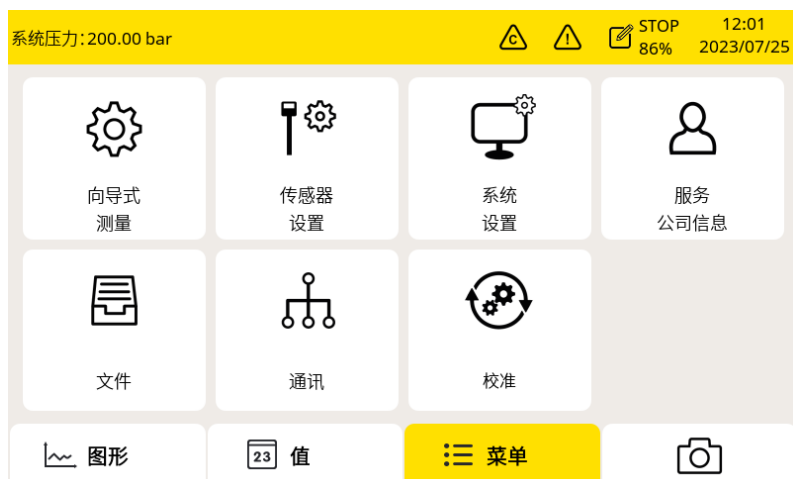 系统压力：200.00 bar
C
!
STOP
86%
12:01
2023/07/25
向导式
测量
传感器
设置
系统
设置
服务
公司信息
文件
通讯
校准
图形
23
值
菜单